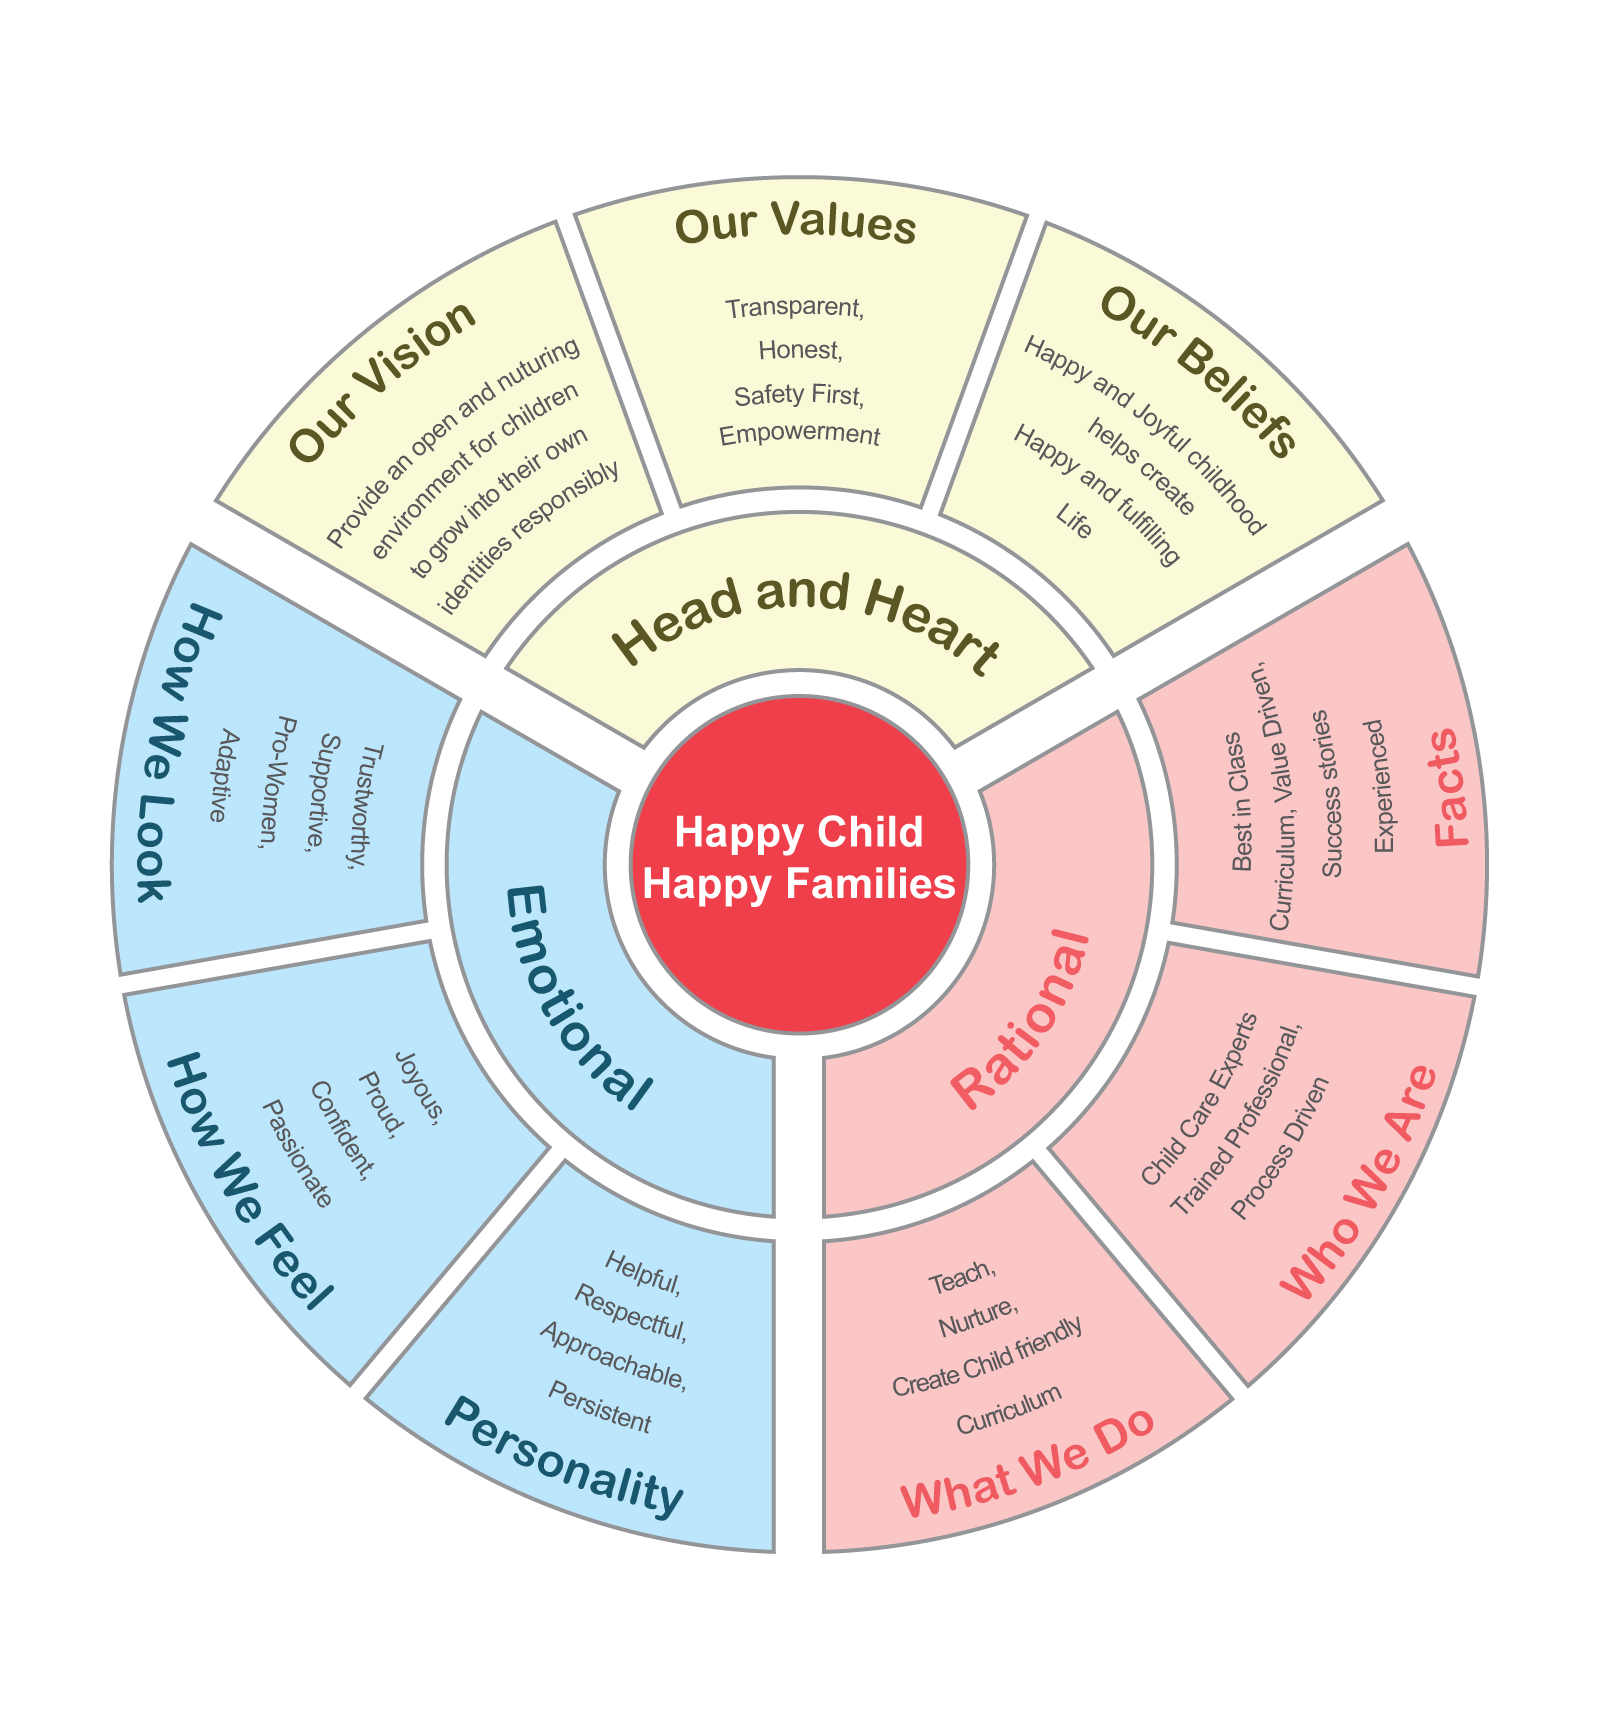 Our Vision
Provide an open and nuturing
environment for children
to grow into their own
identities responsibly
Our Values
Transparent,
Honest,
Safety First,
Empowerment
Our Beliefs
Happy and Joyful childhood
helps create
Happy and fulfilling
Life
Head and Heart
Happy Child
Happy Families
Emotional
How We Look
Trustworthy,
Supportive,
Pro-Women,
Adaptive
How We Feel
Joyous,
Proud,
Confident,
Passionate
Personality
Helpful,
Respectful,
Approachable,
Persistent
Rational
Facts
Best in Class
Curriculum, Value Driven,
Success stories
Experienced
Who We Are
Child Care Experts
Trained Professional,
Process Driven
What We Do
Teach,
Nurture,
Create Child friendly
Curriculum